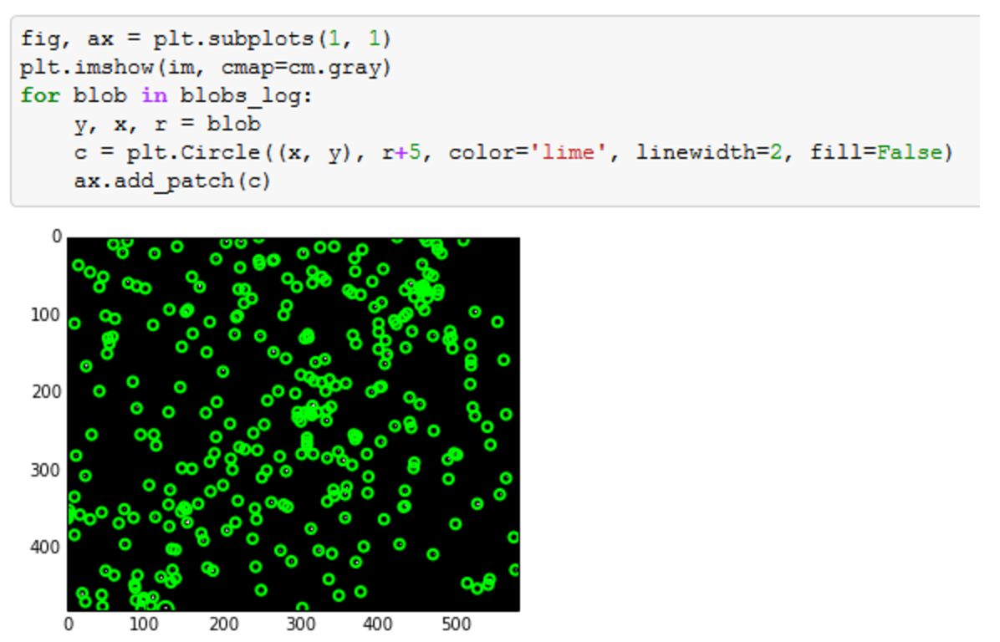 fig, ax = plt.subplots(1, 1)
plt.imshow(im, cmap=cm.gray)
for blob in blobs_log:
    y, x, r = blob
    c = plt.Circle((x, y), r+5, color='lime', linewidth=2, fill=False)
    ax.add_patch(c)
0
100
200
300
400
0 100 200 300 400 500